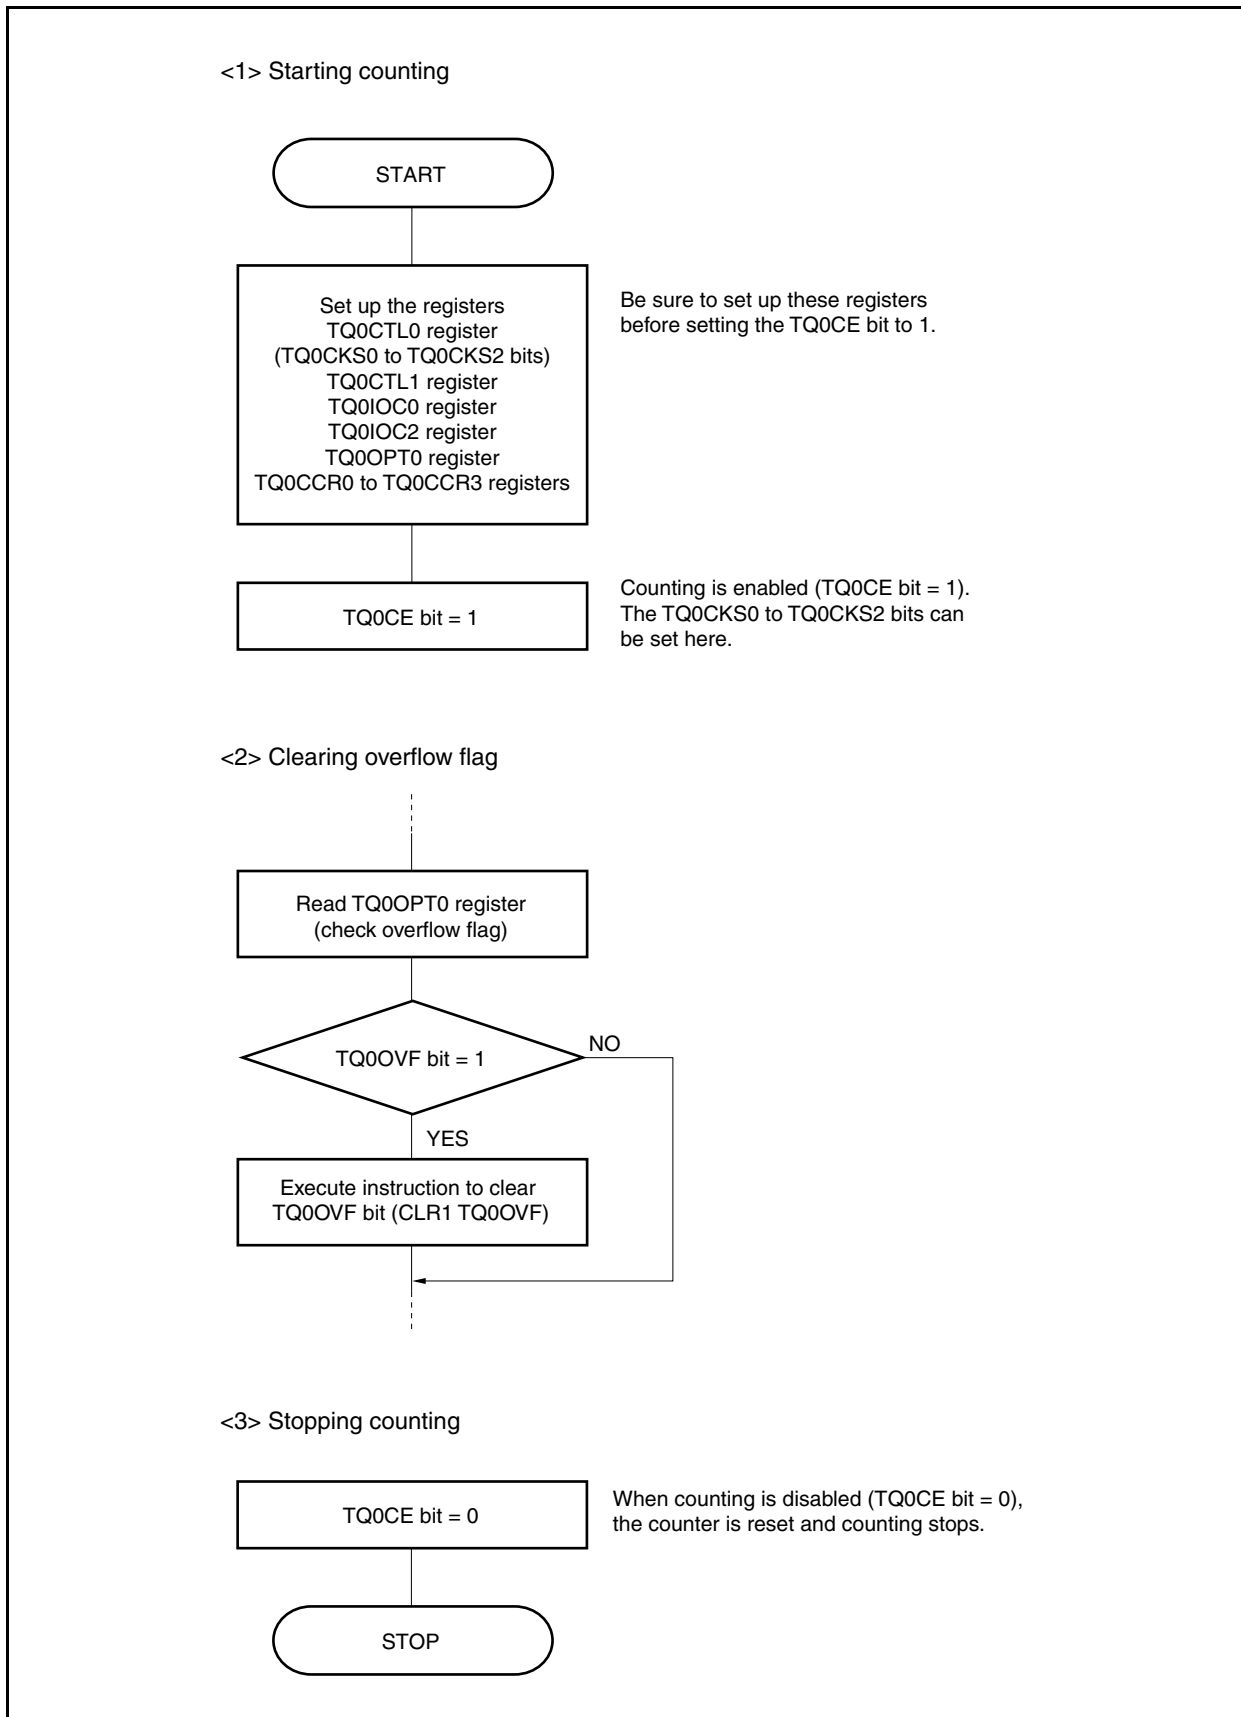 <1> Starting counting
START
Set up the registers
TQ0CTL0 register
(TQ0CKS0 to TQ0CKS2 bits)
TQ0CTL1 register
TQ0IOC0 register
TQ0IOC2 register
TQ0OPT0 register
TQ0CCR0 to TQ0CCR3 registers
Be sure to set up these registers
before setting the TQ0CE bit to 1.
TQ0CE bit = 1
Counting is enabled (TQ0CE bit = 1).
The TQ0CKS0 to TQ0CKS2 bits can
be set here.
<2> Clearing overflow flag
Read TQ0OPT0 register
(check overflow flag)
TQ0OVF bit = 1
NO
YES
Execute instruction to clear
TQ0OVF bit (CLR1 TQ0OVF)
<3> Stopping counting
TQ0CE bit = 0
When counting is disabled (TQ0CE bit = 0),
the counter is reset and counting stops.
STOP